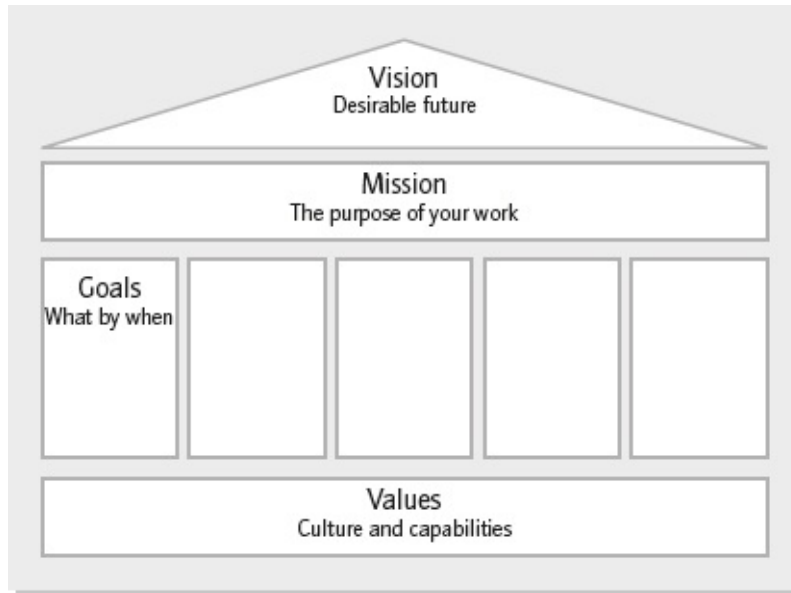 Vision
Desirable future
Mission
The purpose of your work
Goals
What by when
Values
Culture and capabilities